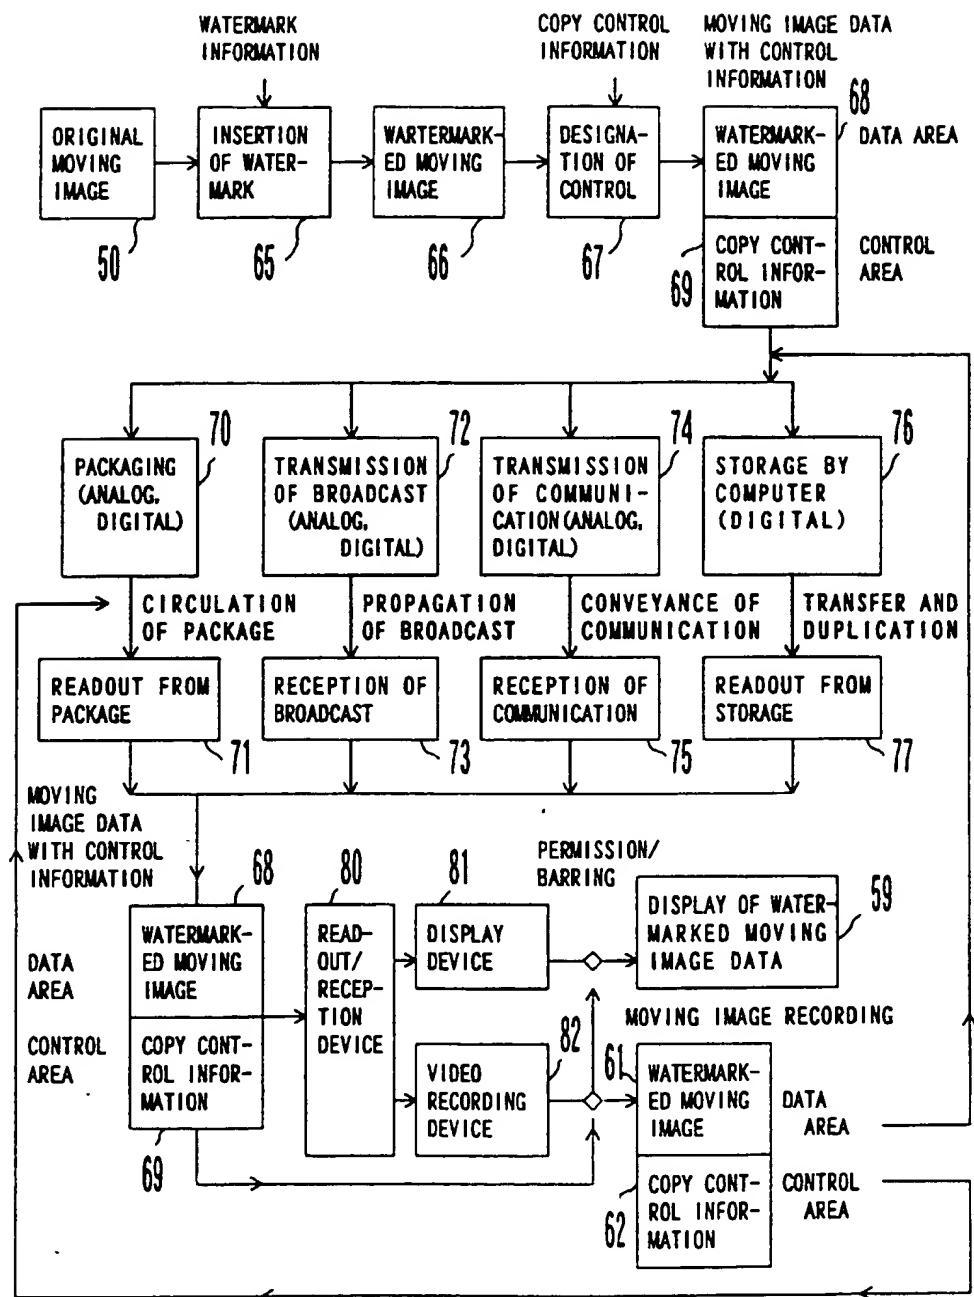 WATERMARK
INFORMATION
COPY CONTROL
INFORMATION
MOVING IMAGE DATA
WITH CONTROL
INFORMATION
ORIGINAL
MOVING
IMAGE
50
INSERTION
OF WATER-
MARK
65
WARTERMARK-
ED MOVING
IMAGE
66
DESIGNA-
TION OF
CONTROL
67
WATERMARK-
ED MOVING
IMAGE
68
DATA AREA
COPY CONT-
ROL INFOR-
MATION
69
CONTROL
AREA
PACKAGING
(ANALOG,
DIGITAL)
70
TRANSMISSION
OF BROADCAST
(ANALOG,
DIGITAL)
72
TRANSMISSION
OF COMMUNI-
CATION(ANALOG,
DIGITAL)
74
STORAGE BY
COMPUTER
(DIGITAL)
76
CIRCULATION
OF PACKAGE
PROPAGATION
OF BROADCAST
CONVEYANCE OF
COMMUNICATION
TRANSFER AND
DUPLICATION
READOUT FROM
PACKAGE
71
RECEPTION OF
BROADCAST
73
RECEPTION OF
COMMUNICATION
75
READOUT FROM
STORAGE
77
MOVING
IMAGE DATA
WITH CONTROL
INFORMATION
68
WATERMARK-
ED MOVING
IMAGE
DATA
AREA
COPY CONT-
ROL INFOR-
MATION
CONTROL
AREA
69
80
READ-
OUT/
RECEP-
TION
DEVICE
81
DISPLAY
DEVICE
PERMISSION/
BARRING
DISPLAY OF WATER-
MARKED MOVING
IMAGE DATA
59
VIDEO
RECORDING
DEVICE
82
MOVING IMAGE RECORDING
61
WATERMARK-
ED MOVING
IMAGE
DATA
AREA
62
COPY CONT-
ROL INFOR-
MATION
CONTROL
AREA